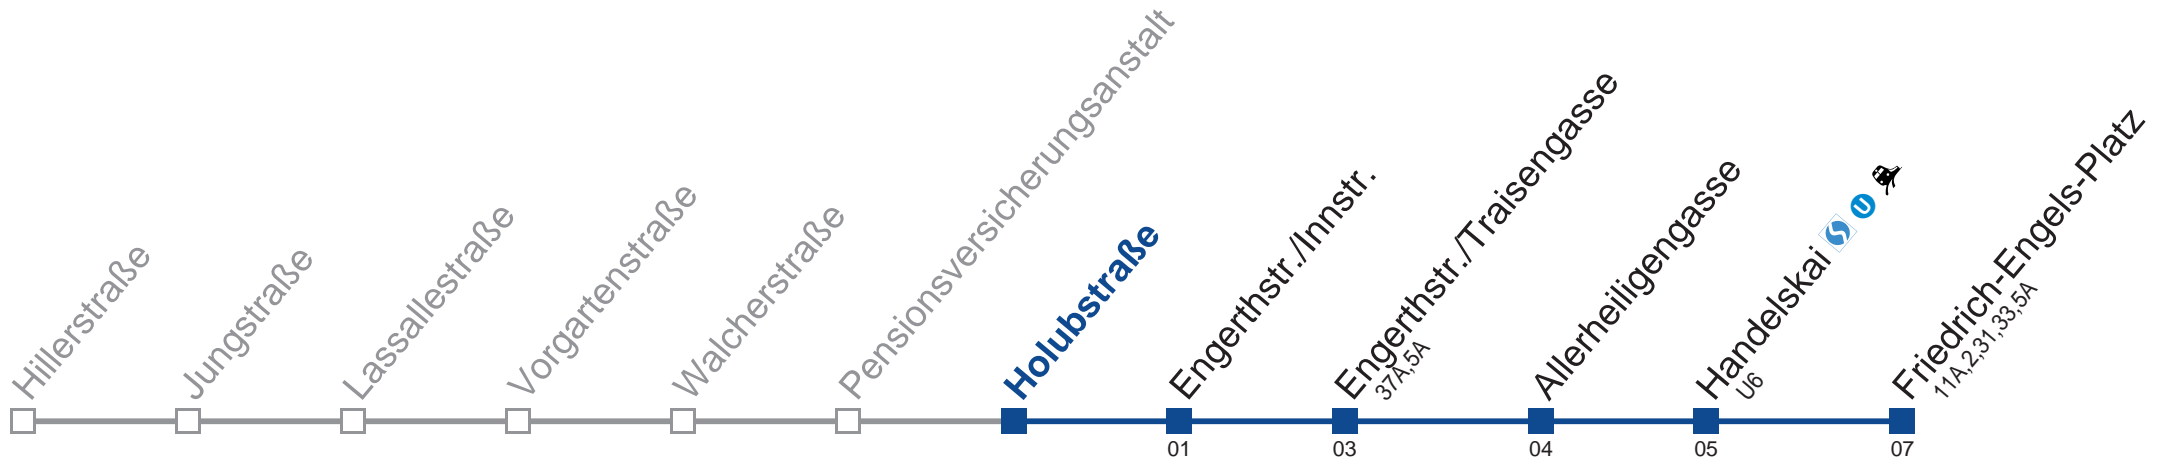 Hillerstraße
Jungstraße
Lassallestraße
Vorgartenstraße
Walcherstraße
Pensionsversicherungsanstalt
Holubstraße
Engerthstr./Innstr.
01
Engerthstr./Traisengasse
37A,5A
03
Allerheiligengasse
04
Handelskai S U
U6
05
Friedrich-Engels-Platz
11A,2,31,33,5A
07